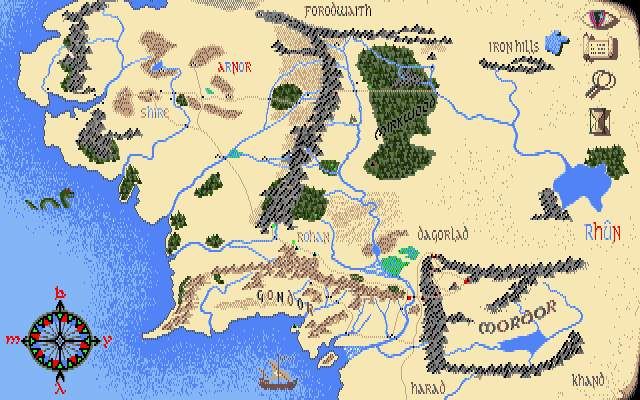 FORODWAITH
IRON HILLS
ARNOR
SHIRE
MIRKWOOD
RHÛN
ROHAN
DAGORLAD
GONDOR
MORDOR
HARAD
KHAND